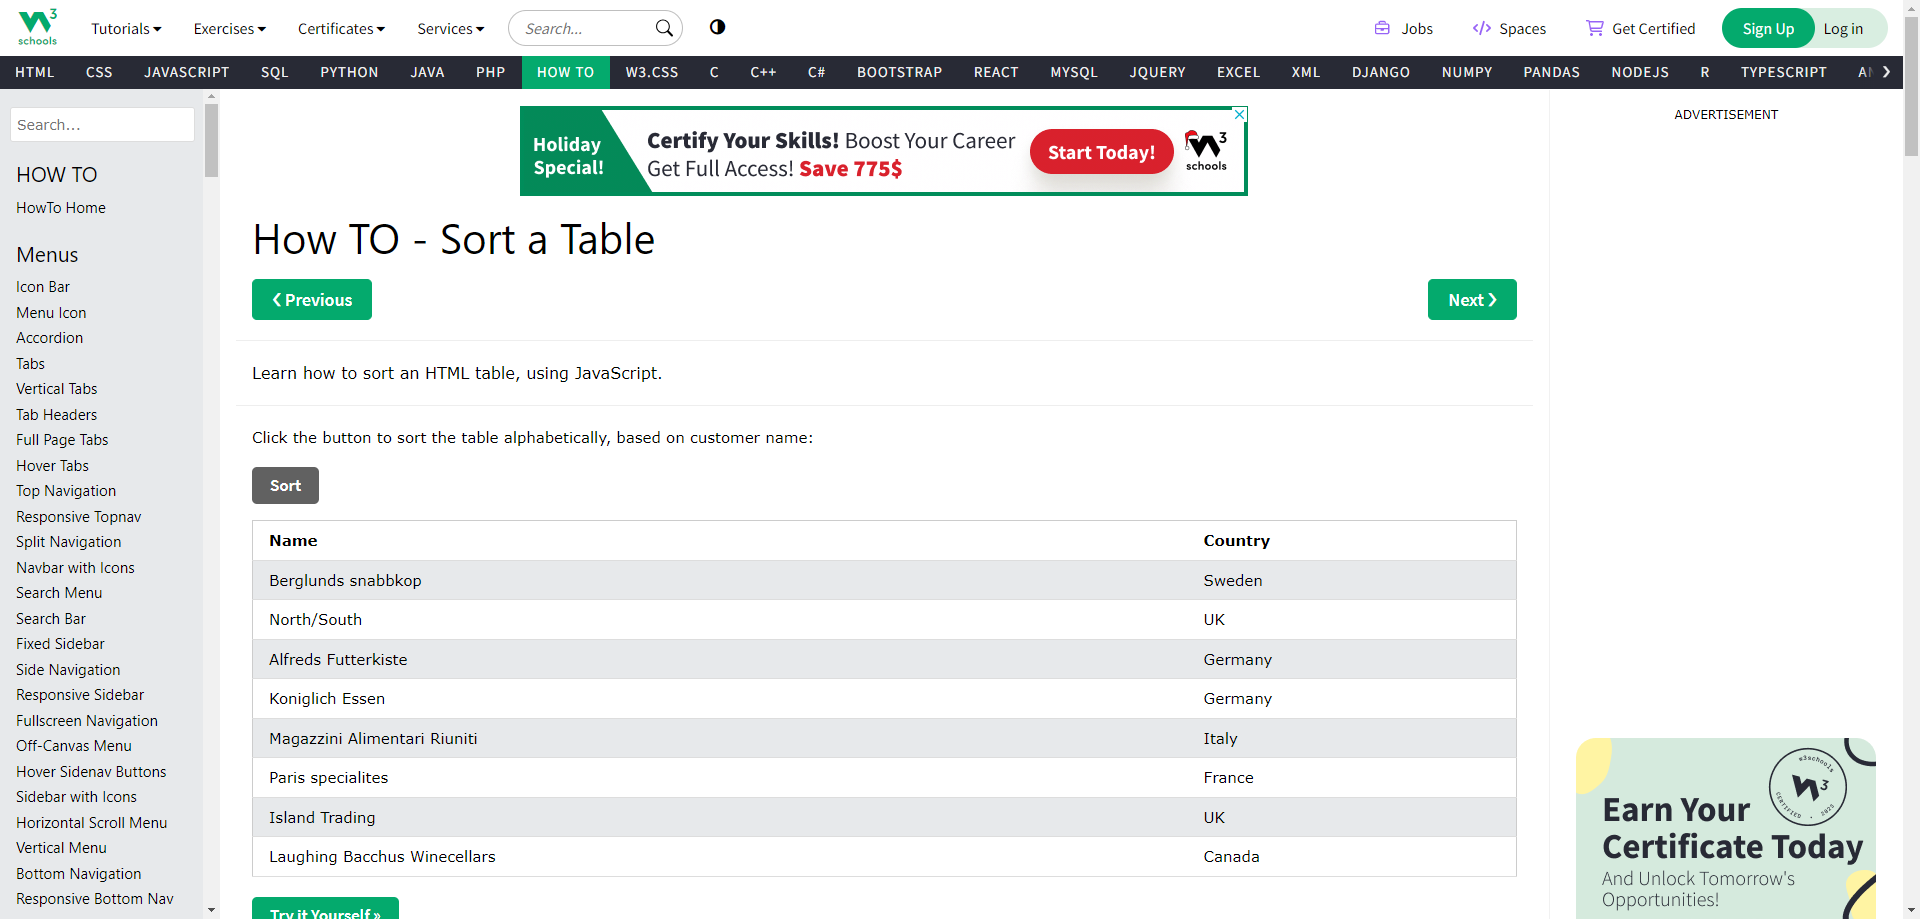 W3 schools
Tutorials Exercises Certificates Services Search... Jobs Spaces Get Certified Sign Up Log in
HTML CSS JAVASCRIPT SQL PYTHON JAVA PHP HOW TO W3.CSS C C++ C# BOOTSTRAP REACT MYSQL JQUERY EXCEL XML DJANGO NUMPY PANDAS NODEJS R TYPESCRIPT
Search...
HOW TO
HowTo Home
Menus
Icon Bar
Menu Icon
Accordion
Tabs
Vertical Tabs
Tab Headers
Full Page Tabs
Hover Tabs
Top Navigation
Responsive Topnav
Split Navigation
Navbar with Icons
Search Menu
Search Bar
Fixed Sidebar
Side Navigation
Responsive Sidebar
Fullscreen Navigation
Off-Canvas Menu
Hover Sidenav Buttons
Sidebar with Icons
Horizontal Scroll Menu
Vertical Menu
Bottom Navigation
Responsive Bottom Nav
Holiday
Special!
Certify Your Skills! Boost Your Career
Get Full Access! Save 775$
Start Today!
W3 schools
How TO - Sort a Table
❮ Previous
Next ❯
Learn how to sort an HTML table, using JavaScript.
Click the button to sort the table alphabetically, based on customer name:
Sort
Name Country
Berglunds snabbkop Sweden
North/South UK
Alfreds Futterkiste Germany
Koniglich Essen Germany
Magazzini Alimentari Riuniti Italy
Paris specialites France
Island Trading UK
Laughing Bacchus Winecellars Canada
Try it Yourself »
ADVERTISEMENT
w3schools
CERTIFIED . 2025
Earn Your
Certificate Today
And Unlock Tomorrow's
Opportunities!